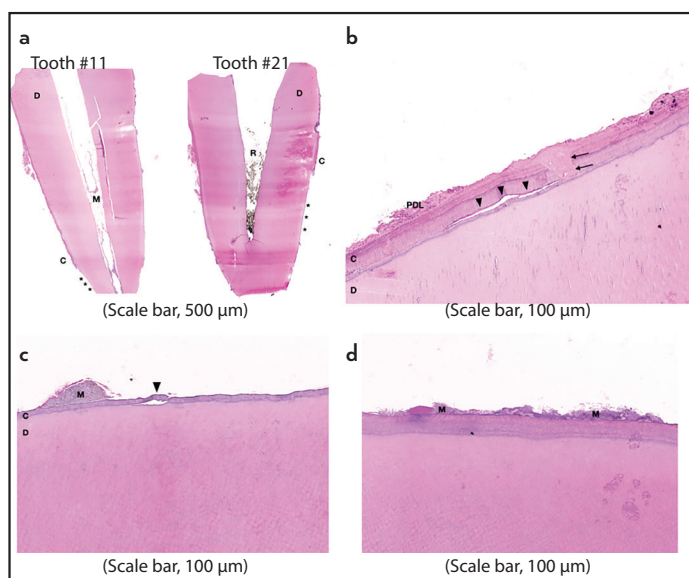 a
Tooth #11
Tooth #21
D
D
R
C
M
C
***
***
(Scale bar, 500 μm)
b
PDL
C
D
(Scale bar, 100 μm)
c
M
C
D
(Scale bar, 100 μm)
d
M
M
(Scale bar, 100 μm)